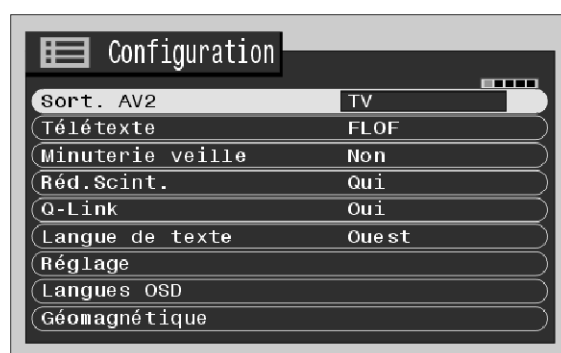 Configuration
Sort. AV2 TV
Télétexte FLOF
Minuterie veille Non
Réd.Scint. Qui
Q-Link Oui
Langue de texte Ouest
Réglage
Langues OSD
Géomagnétique